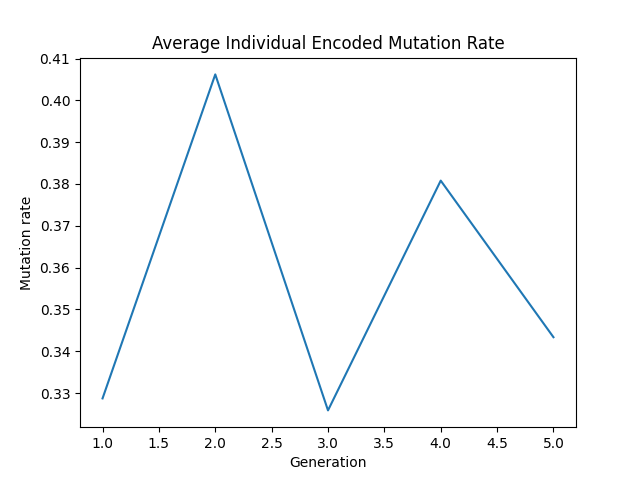 Average Individual Encoded Mutation Rate
0.41
0.40
0.39
0.38
0.37
0.36
0.35
0.34
0.33
Mutation rate
1.0 1.5 2.0 2.5 3.0 3.5 4.0 4.5 5.0
Generation